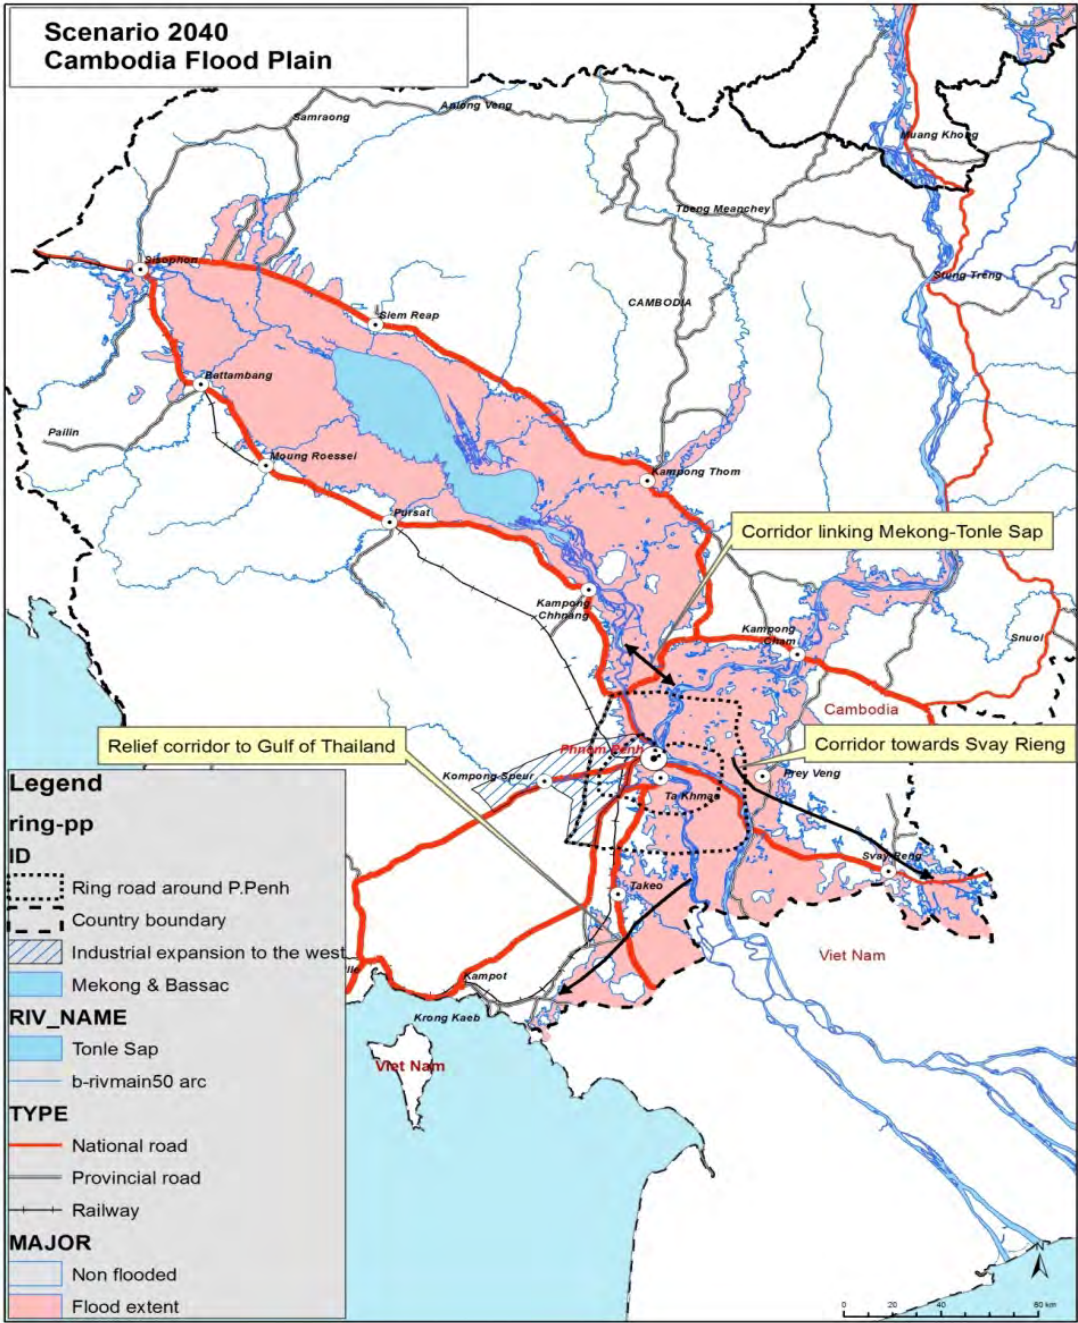 Scenario 2040
Cambodia Flood Plain
Samraong
Anlong Veng
Muang Khong
Tbeng Meanchey
Sisophon
Stung Treng
CAMBODIA
Siem Reap
Battambang
Pailin
Moung Roessei
Kampong Thom
Pursat
Corridor linking Mekong-Tonle Sap
Kampong
Chhnang
Kampong
Cham
Snuol
Cambodia
Relief corridor to Gulf of Thailand
Phnom Penh
Corridor towards Svay Rieng
Kompong Speur
Prey Veng
Ta Khmao
Svay Reng
Takeo
Viet Nam
Kampot
Krong Kaeb
Viet Nam
Legend
ring-pp
ID
Ring road around P.Penh
Country boundary
Industrial expansion to the west
Mekong & Bassac
RIV_NAME
Tonle Sap
b-rivmain50 arc
TYPE
National road
Provincial road
Railway
MAJOR
Non flooded
Flood extent
N
0 20 40 80 km